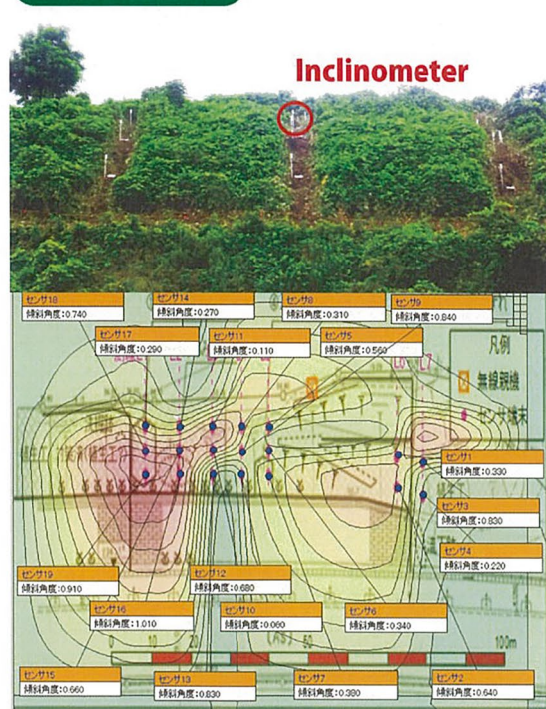 Inclinometer
センサ18
傾斜角度:0.740
センサ14
傾斜角度:0.270
センサ8
傾斜角度:0.310
センサ9
傾斜角度:0.840
センサ17
傾斜角度:0.290
センサ11
傾斜角度:0.110
センサ5
傾斜角度:0.560
凡例
無線親機
センサ端末
L6
L7
センサ1
傾斜角度:0.330
センサ3
傾斜角度:0.830
センサ4
傾斜角度:0.220
センサ19
傾斜角度:0.910
センサ12
傾斜角度:0.680
センサ16
傾斜角度:1.010
センサ10
傾斜角度:0.060
センサ6
傾斜角度:0.340
0
10
20
(AS)
50
100m
センサ15
傾斜角度:0.660
センサ13
傾斜角度:0.830
センサ7
傾斜角度:0.390
センサ2
傾斜角度:0.640